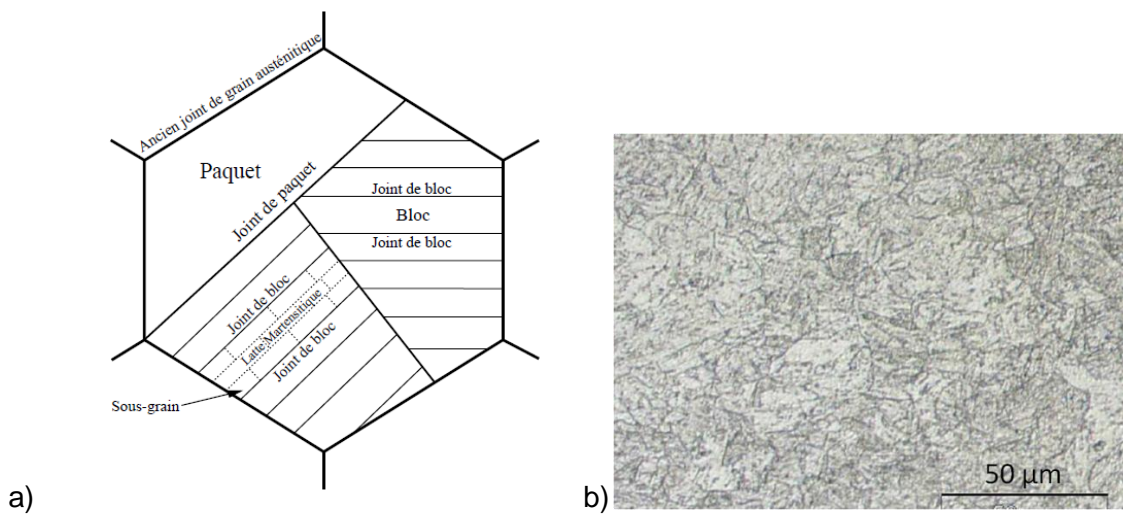 Ancien joint de grain austénitique
Paquet
Joint de paquet
Joint de bloc
Bloc
Joint de bloc
Joint de bloc
Latte Martensitique
Joint de bloc
Sous-grain
a)
b)
50 µm